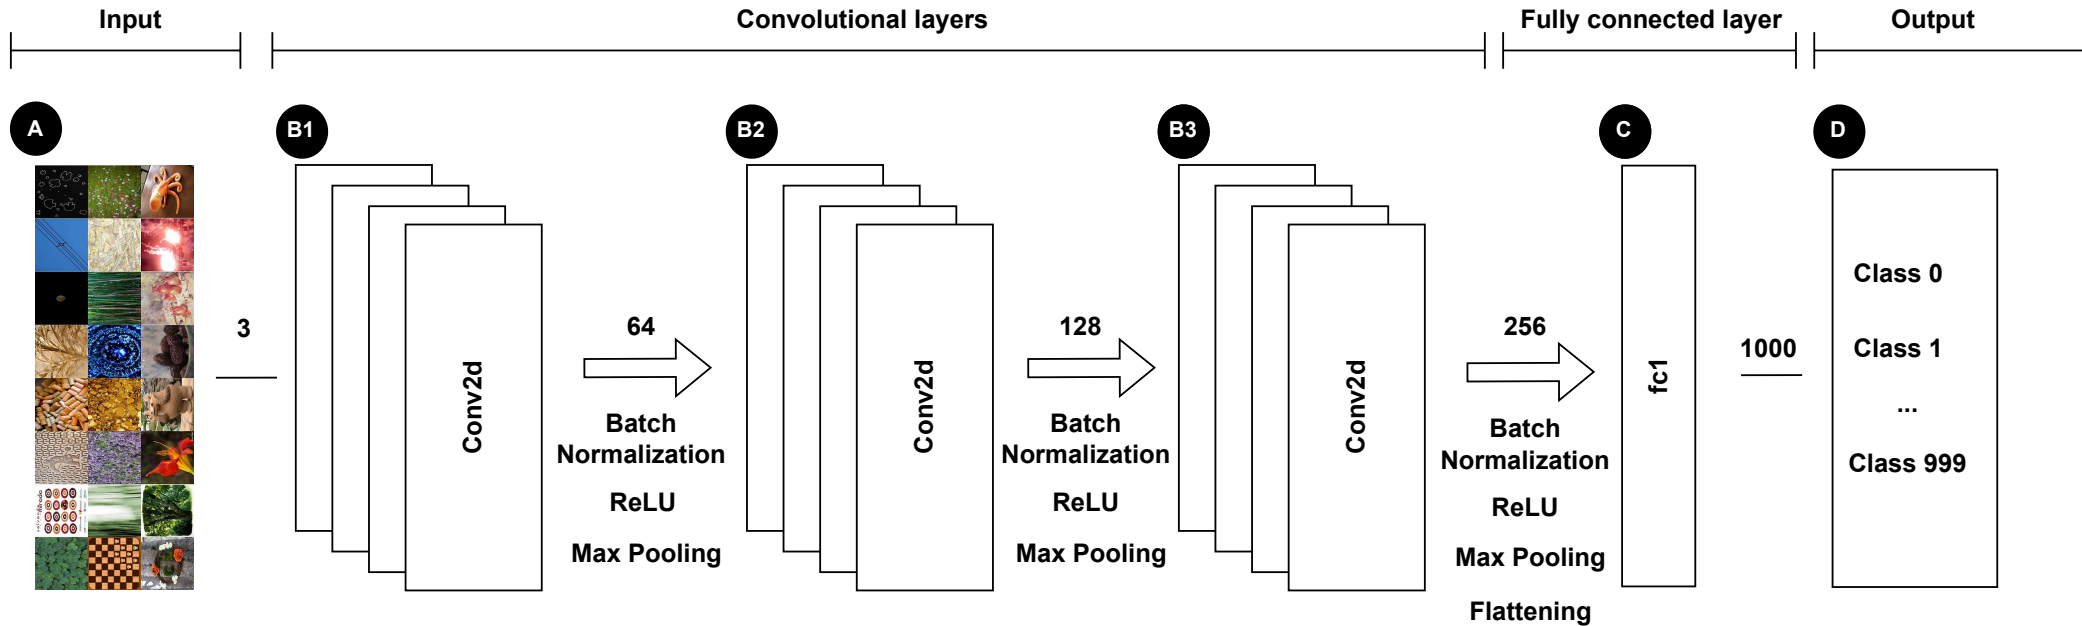 Input
Convolutional layers
Fully connected layer
Output
A
B1
B2
B3
C
D
3
Conv2d
64
Batch
Normalization
ReLU
Max Pooling
Conv2d
128
Batch
Normalization
ReLU
Max Pooling
Conv2d
256
Batch
Normalization
ReLU
Max Pooling
Flattening
fc1
1000
Class 0
Class 1
...
Class 999